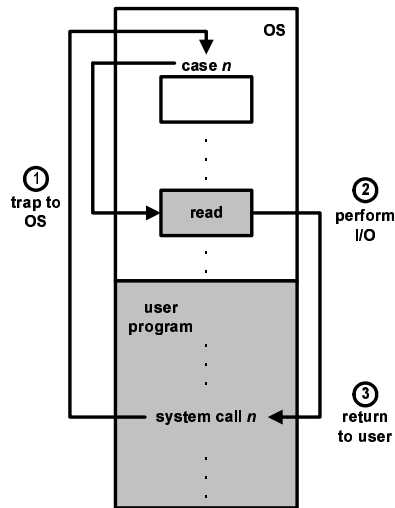 OS
case n
1
trap to
OS
read
2
perform
I/O
user
program
system call n
3
return
to user